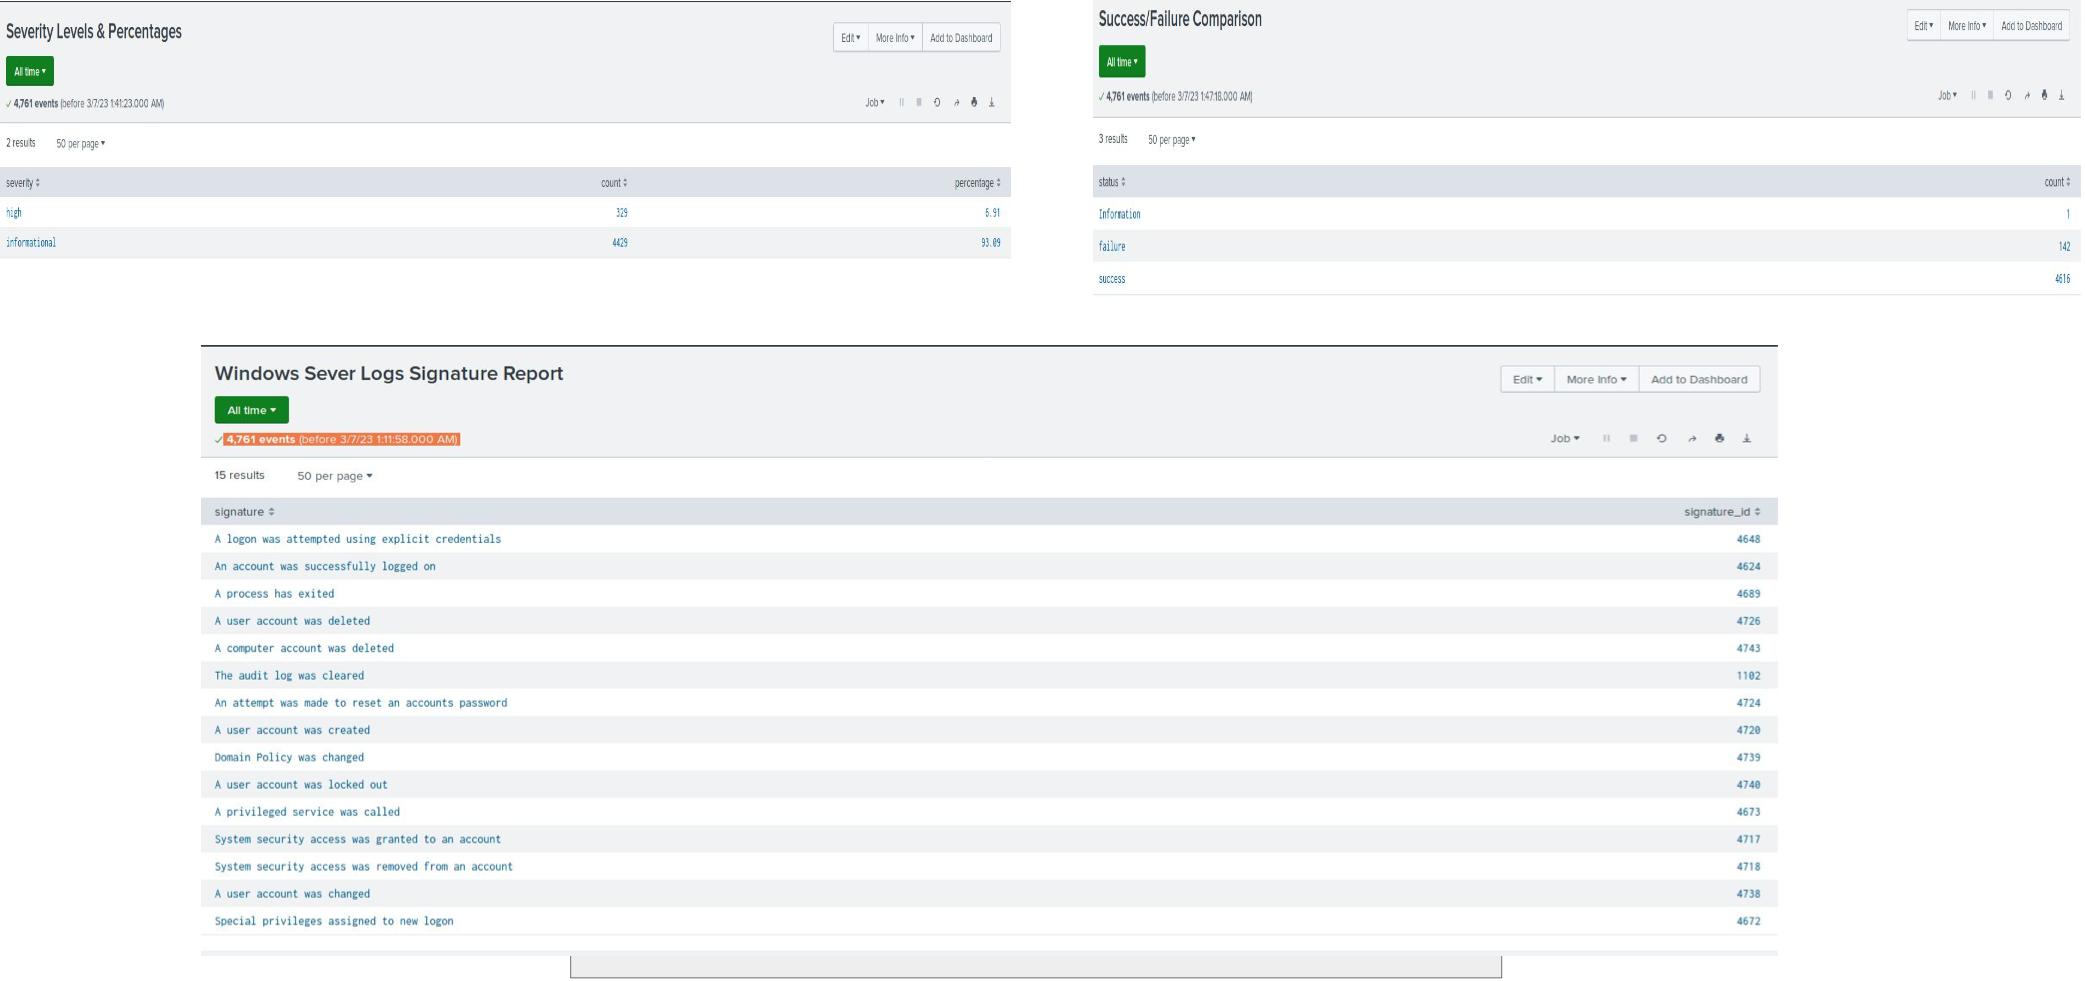 Severity Levels & Percentages
Edit More Info Add to Dashboard
All time
4,761 events (before 3/7/23 1:41:23.000 AM)
Job
2 results 50 per page
severity count percentage
high 329 6.91
informational 4429 93.09
Success/Failure Comparison
Edit More Info Add to Dashboard
All time
4,761 events (before 3/7/23 1:47:18.000 AM)
Job
3 results 50 per page
status count
Information 1
failure 142
success 4616
Windows Sever Logs Signature Report
Edit More Info Add to Dashboard
All time
4,761 events (before 3/7/23 1:11:58.000 AM)
Job
15 results 50 per page
signature signature_id
A logon was attempted using explicit credentials 4648
An account was successfully logged on 4624
A process has exited 4689
A user account was deleted 4726
A computer account was deleted 4743
The audit log was cleared 1102
An attempt was made to reset an accounts password 4724
A user account was created 4720
Domain Policy was changed 4739
A user account was locked out 4740
A privileged service was called 4673
System security access was granted to an account 4717
System security access was removed from an account 4718
A user account was changed 4738
Special privileges assigned to new logon 4672